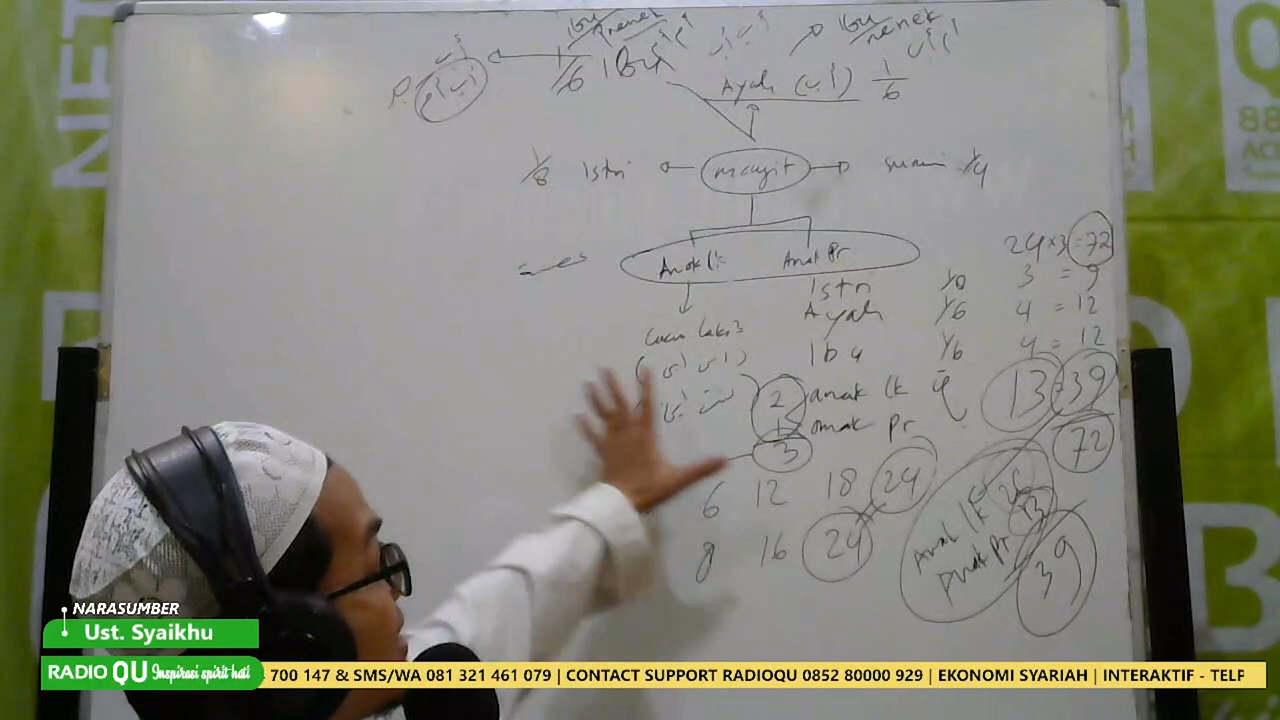 Ibu
nenek
Ibu
nenek
1/6 Ibu
Ayah (أب) 1/6
1/8 Istri
mayit
suami 1/4
Anak lk
Anak Pr
24x3=72
Istri 1/8 3 = 9
Ayah 1/6 4 = 12
Ibu 1/6 4 = 12
2 anak lk 13 = 39
1 anak pr 72
3
6 12 18 24
8 16 24
Anak lk 26
Anak Pr 13
39
NET
NARASUMBER
Ust. Syaikhu
RADIO QU Inspirasi spirit hati
700 147 & SMS/WA 081 321 461 079 | CONTACT SUPPORT RADIOQU 0852 80000 929 | EKONOMI SYARIAH | INTERAKTIF - TELF